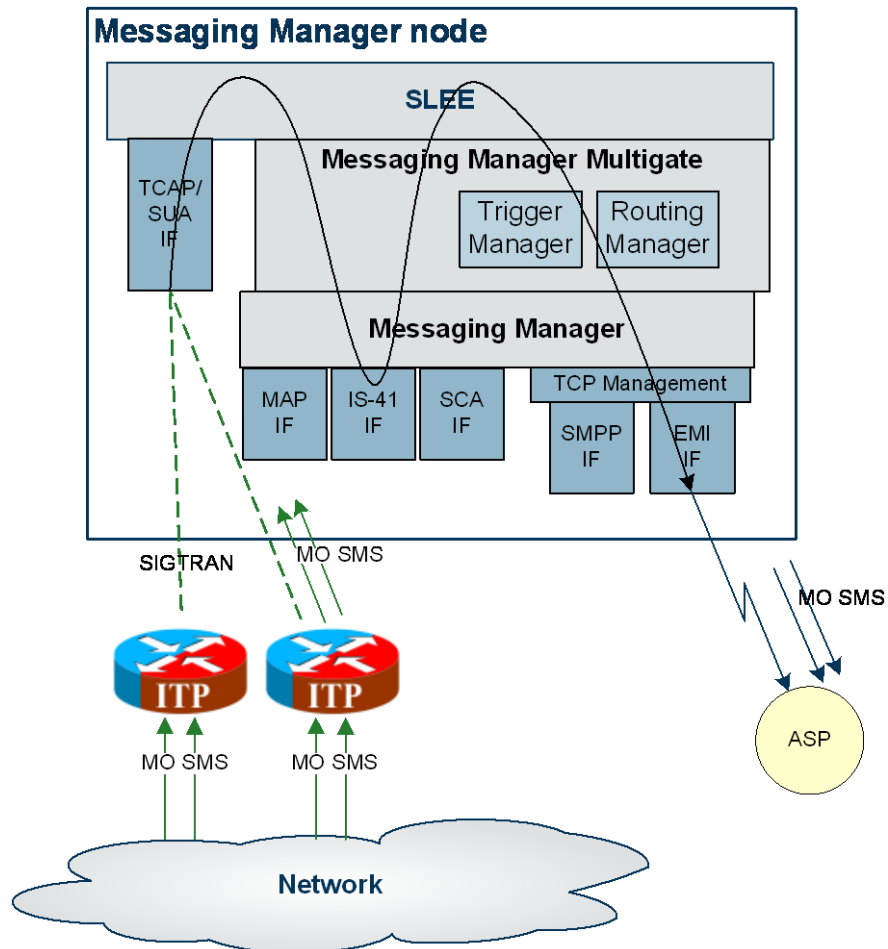 Messaging Manager node
SLEE
Messaging Manager Multigate
TCAP/
SUA
IF
Trigger
Manager
Routing
Manager
Messaging Manager
MAP
IF
IS-41
IF
SCA
IF
TCP Management
SMPP
IF
EMI
IF
SIGTRAN
MO SMS
MO SMS
ITP
ITP
ASP
MO SMS
MO SMS
Network